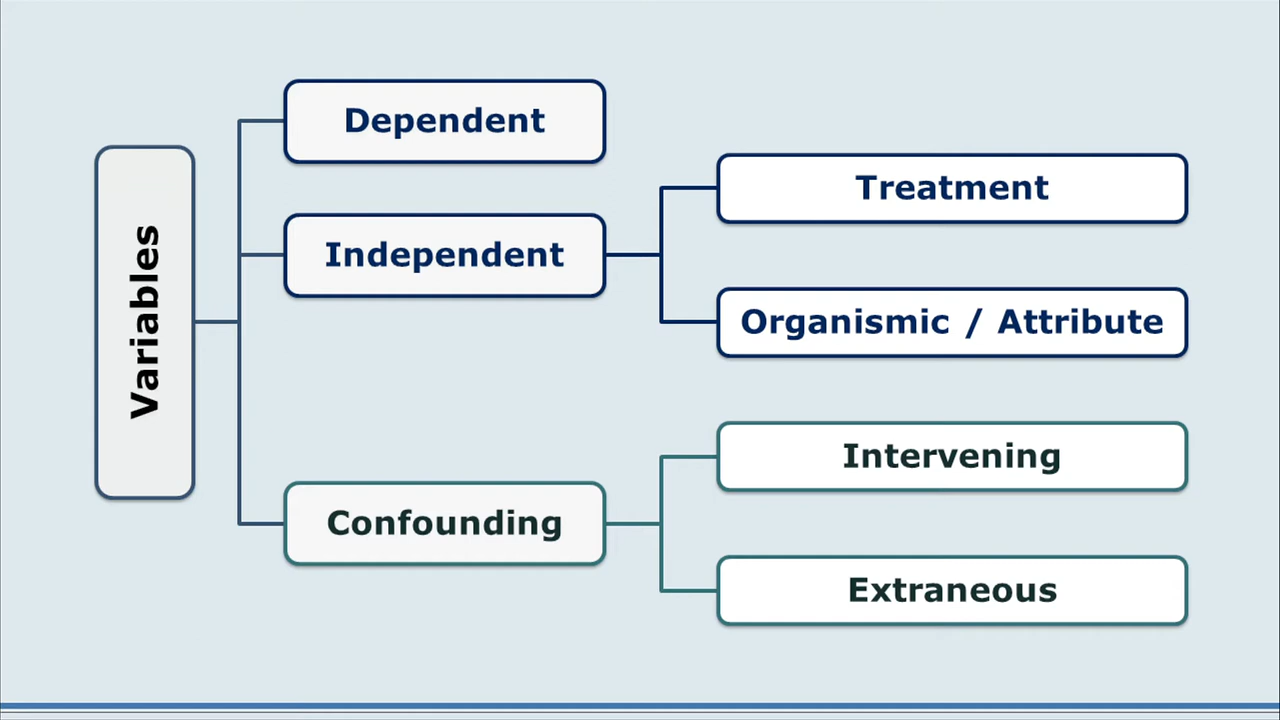 Variables
Dependent
Independent
Treatment
Organismic / Attribute
Confounding
Intervening
Extraneous